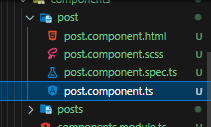 components
post
post.component.html
post.component.scss
post.component.spec.ts U
post.component.ts U
posts
components.module.ts U